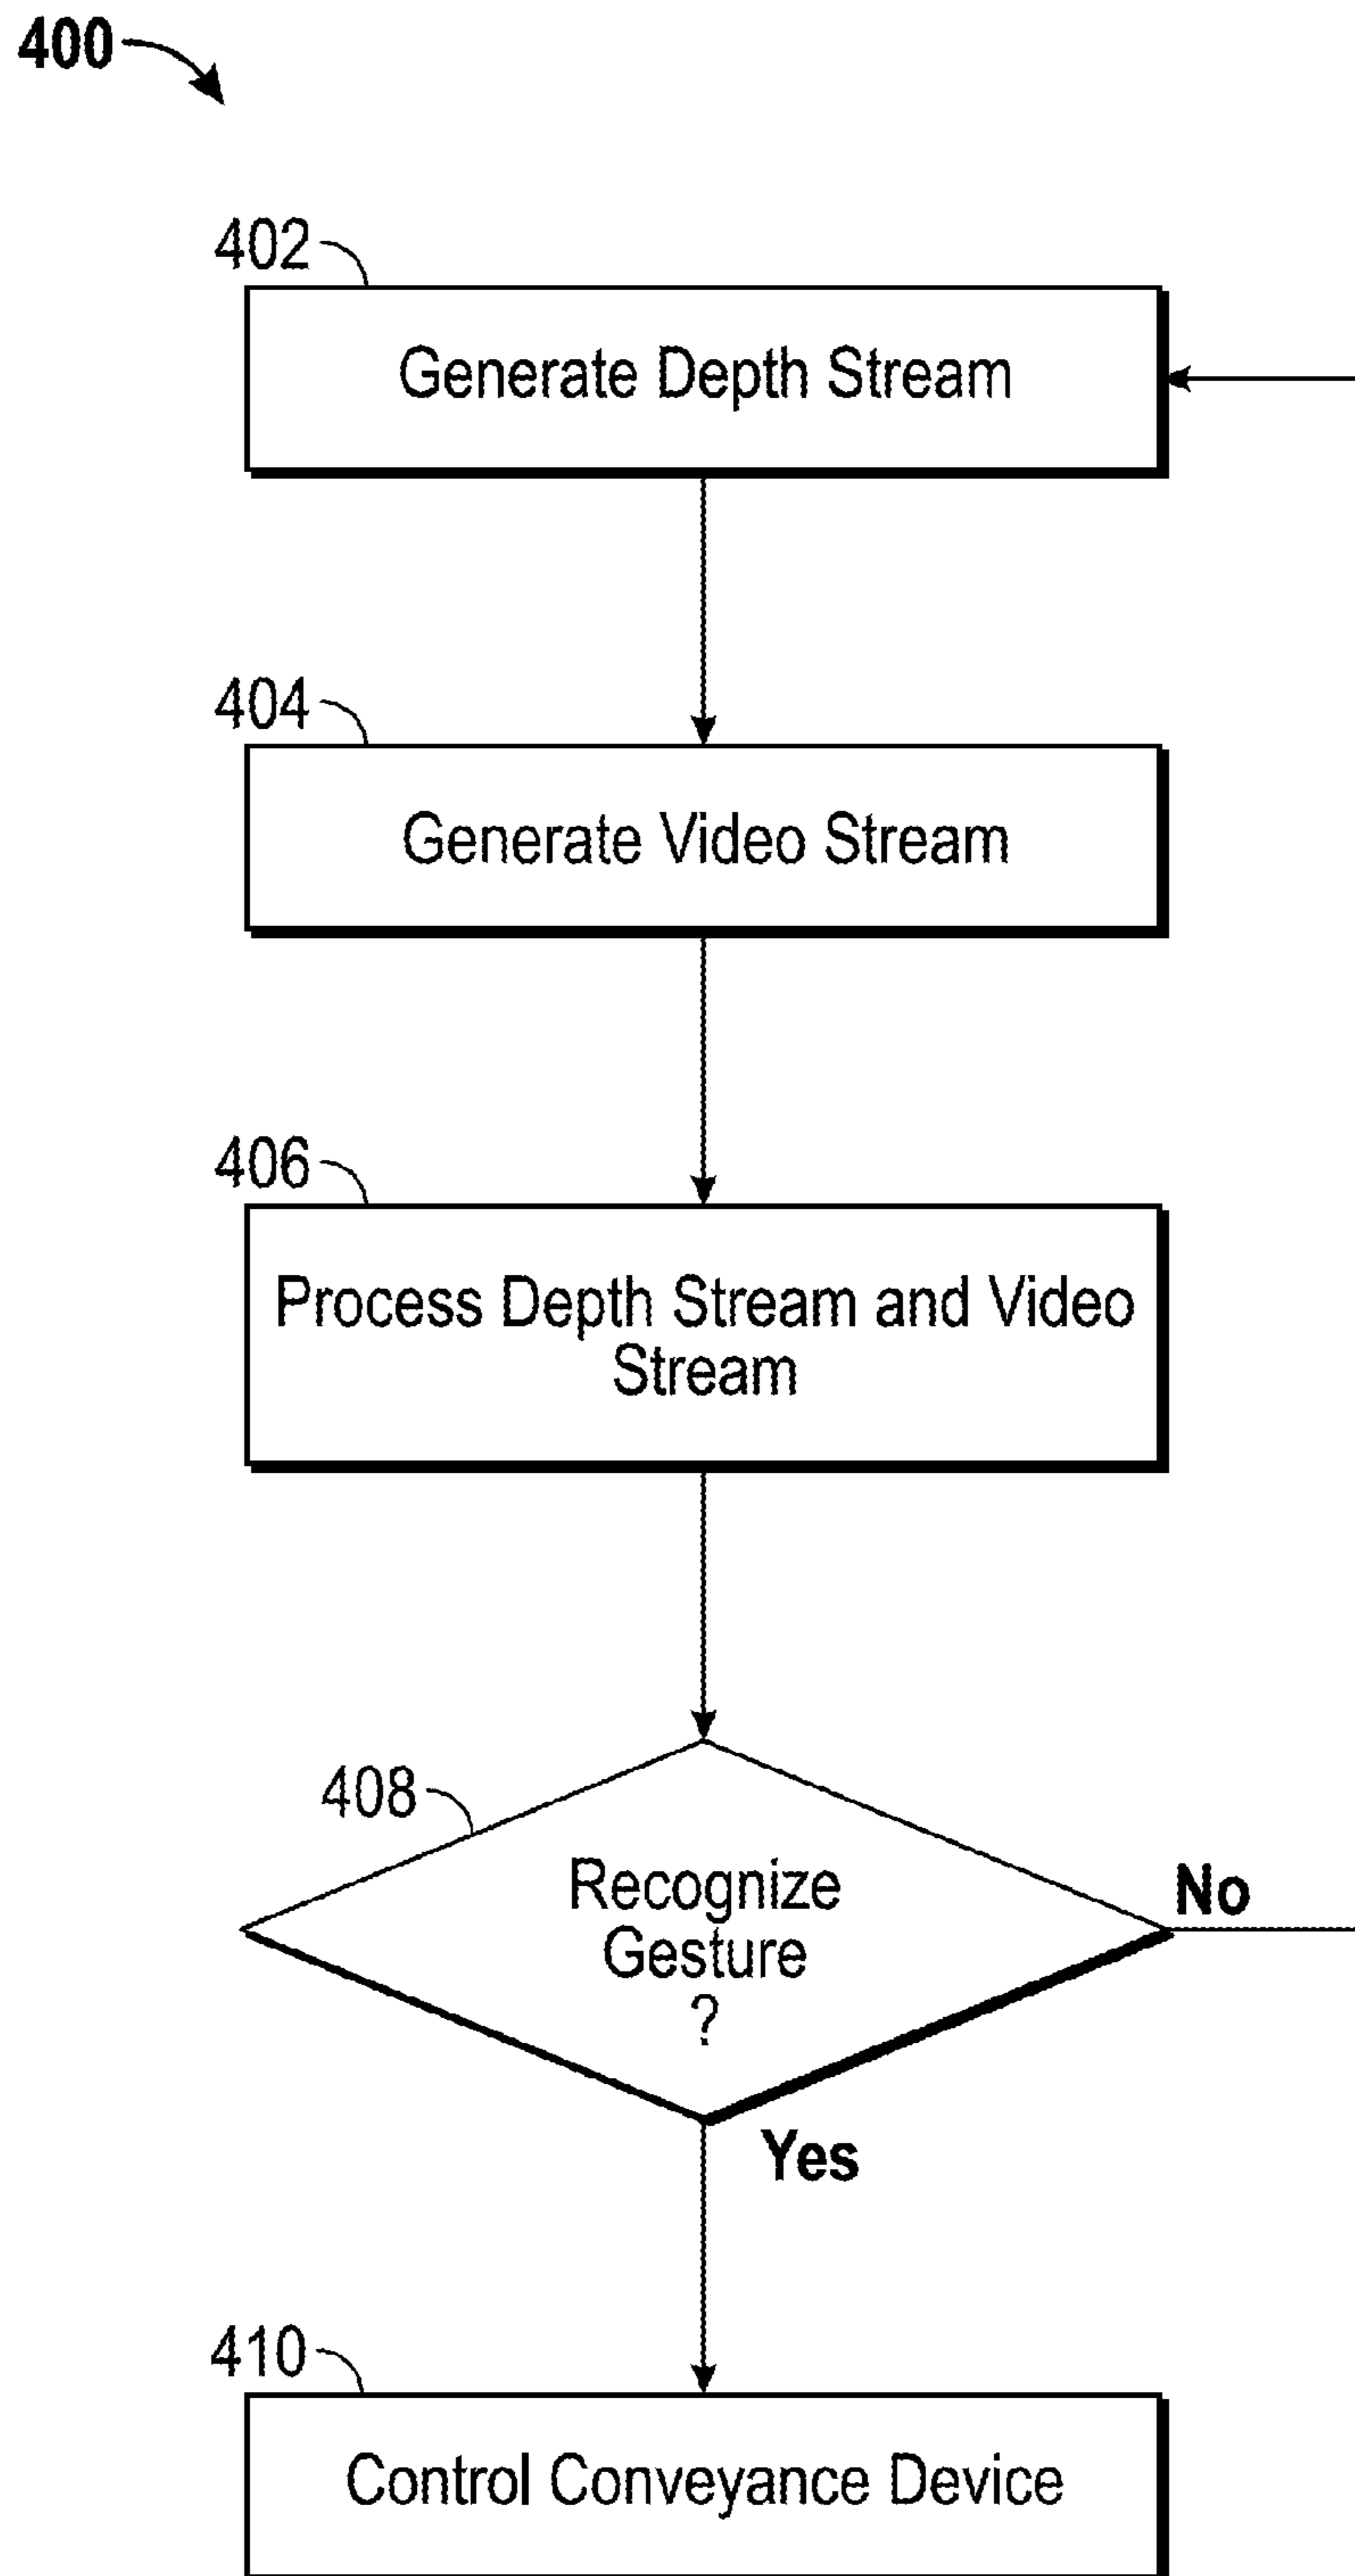 400
402
Generate Depth Stream
404
Generate Video Stream
406
Process Depth Stream and Video
Stream
408
Recognize
Gesture
?
No
Yes
410
Control Conveyance Device